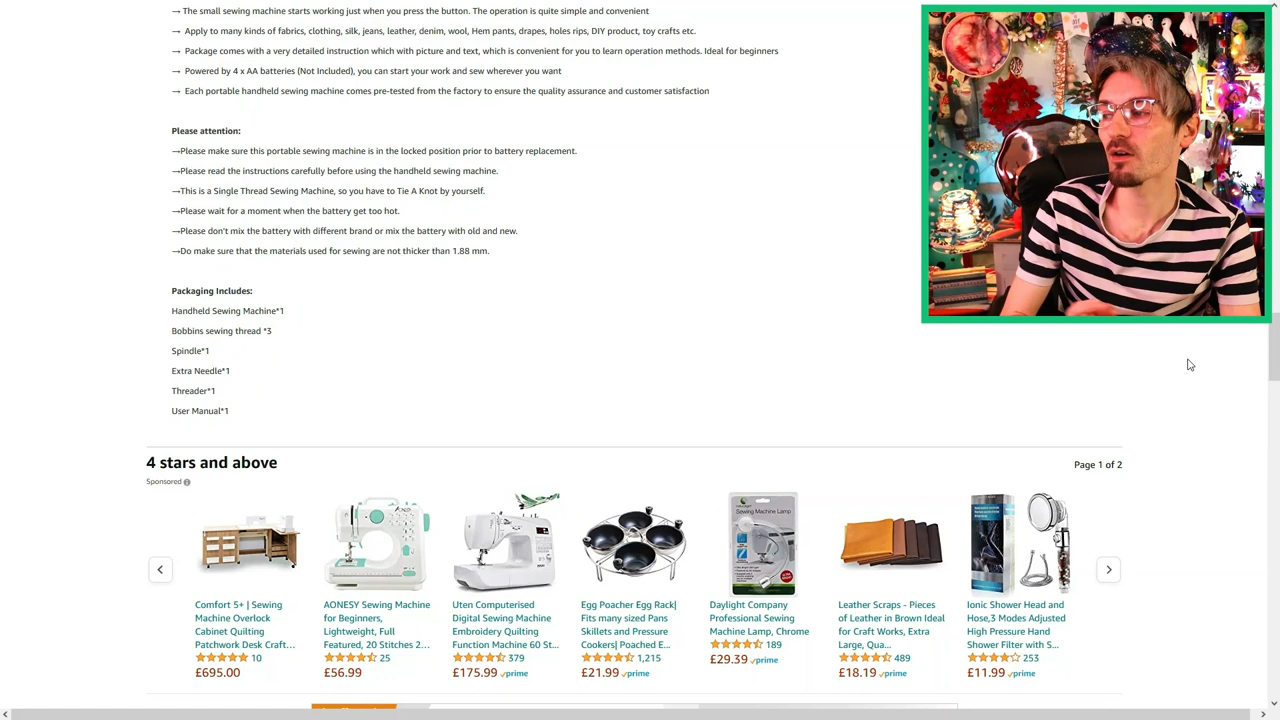 → The small sewing machine starts working just when you press the button. The operation is quite simple and convenient
→ Apply to many kinds of fabrics, clothing, silk, jeans, leather, denim, wool, Hem pants, drapes, holes rips, DIY product, toy crafts etc.
→ Package comes with a very detailed instruction which with picture and text, which is convenient for you to learn operation methods. Ideal for beginners
→ Powered by 4 x AA batteries (Not Included), you can start your work and sew wherever you want
→ Each portable handheld sewing machine comes pre-tested from the factory to ensure the quality assurance and customer satisfaction
Please attention:
→Please make sure this portable sewing machine is in the locked position prior to battery replacement.
→Please read the instructions carefully before using the handheld sewing machine.
→This is a Single Thread Sewing Machine, so you have to Tie A Knot by yourself.
→Please wait for a moment when the battery get too hot.
→Please don't mix the battery with different brand or mix the battery with old and new.
→Do make sure that the materials used for sewing are not thicker than 1.88 mm.
Packaging Includes:
Handheld Sewing Machine*1
Bobbins sewing thread *3
Spindle*1
Extra Needle*1
Threader*1
User Manual*1
4 stars and above
Page 1 of 2
Sponsored
Comfort 5+ | Sewing
Machine Overlock
Cabinet Quilting
Patchwork Desk Craft...
10
£695.00
AONESY Sewing Machine
for Beginners,
Lightweight, Full
Featured, 20 Stitches 2...
25
£56.99
Uten Computerised
Digital Sewing Machine
Embroidery Quilting
Function Machine 60 St...
379
£175.99 prime
Egg Poacher Egg Rack|
Fits many sized Pans
Skillets and Pressure
Cookers| Poached E...
1,215
£21.99 prime
Sewing Machine Lamp
Daylight Company
Professional Sewing
Machine Lamp, Chrome
189
£29.39 prime
Leather Scraps - Pieces
of Leather in Brown Ideal
for Craft Works, Extra
Large, Qua...
489
£18.19 prime
Ionic Shower Head and
Hose,3 Modes Adjusted
High Pressure Hand
Shower Filter with S...
253
£11.99 prime